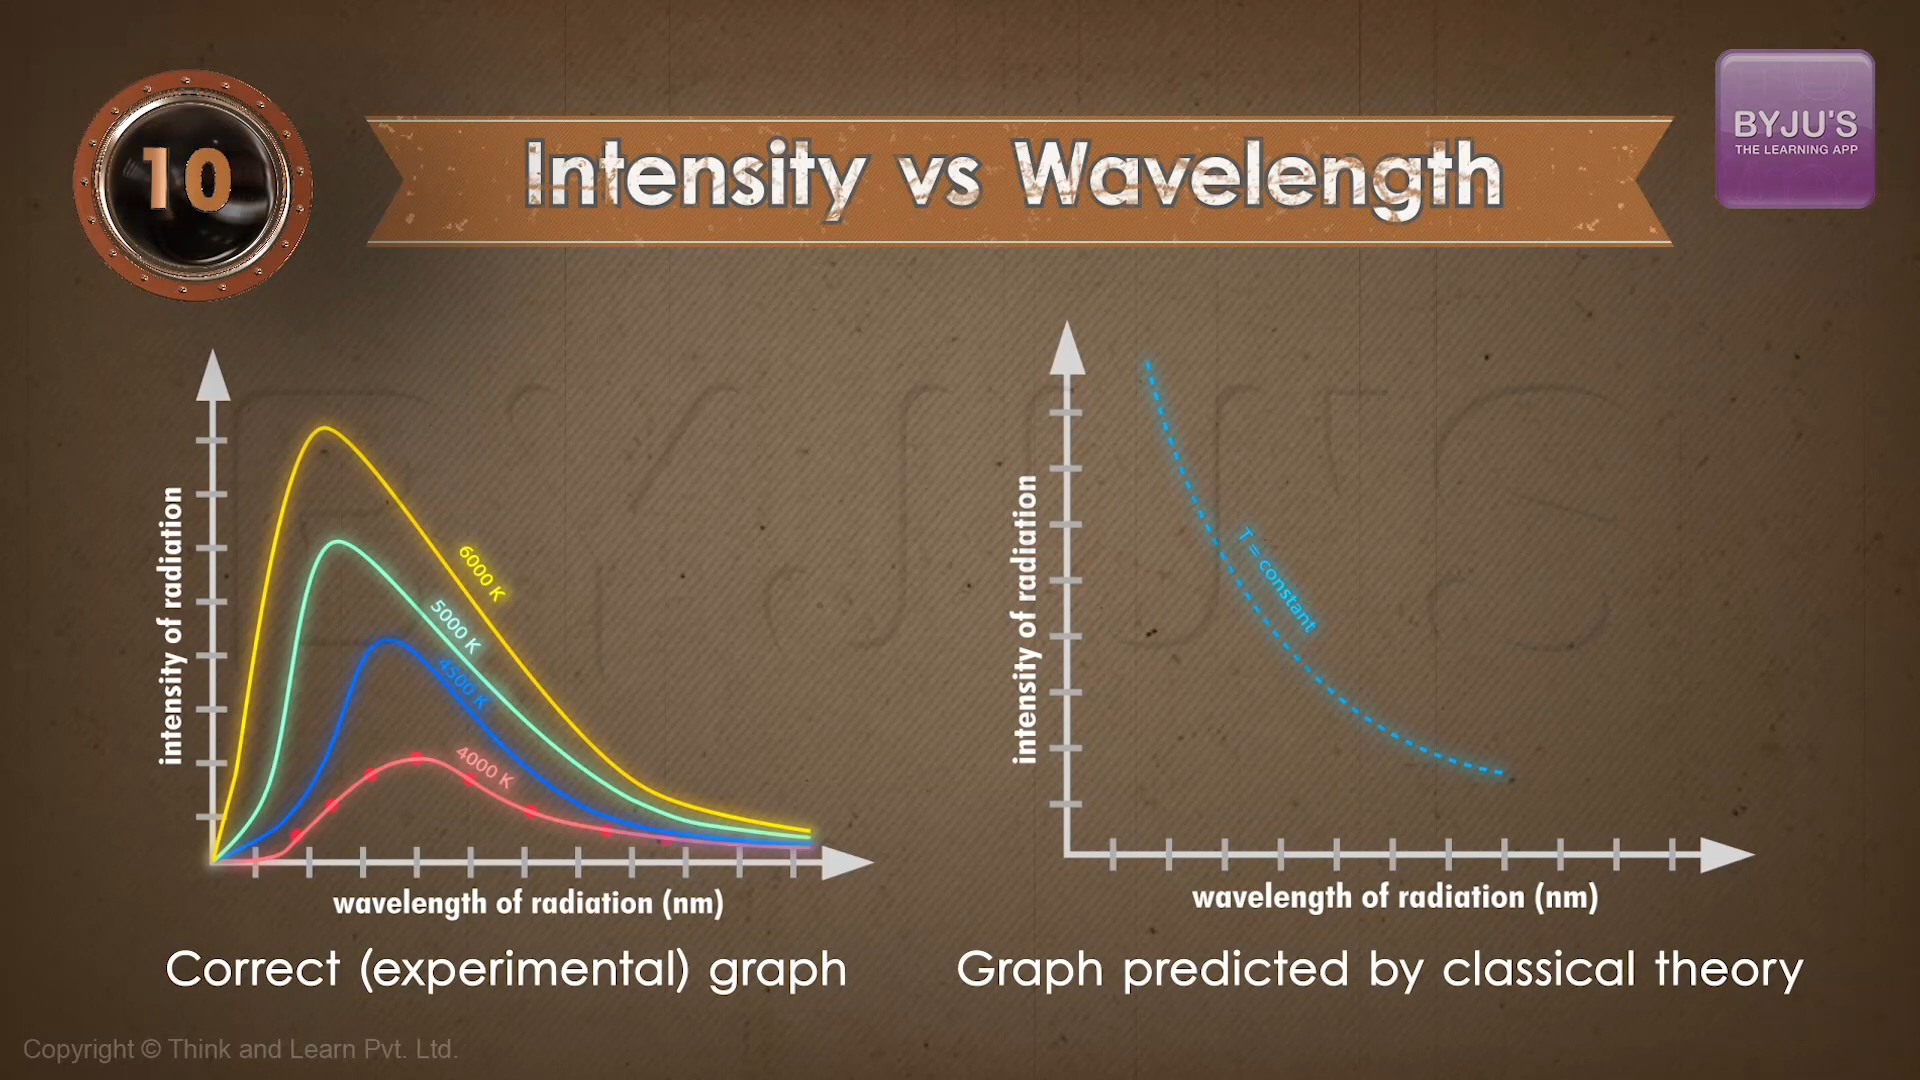 10
Intensity vs Wavelength
BYJU'S
THE LEARNING APP
intensity of radiation
6000 K
5000 K
4500 K
4000 K
wavelength of radiation (nm)
Correct (experimental) graph
intensity of radiation
T = constant
wavelength of radiation (nm)
Graph predicted by classical theory
Copyright © Think and Learn Pvt. Ltd.